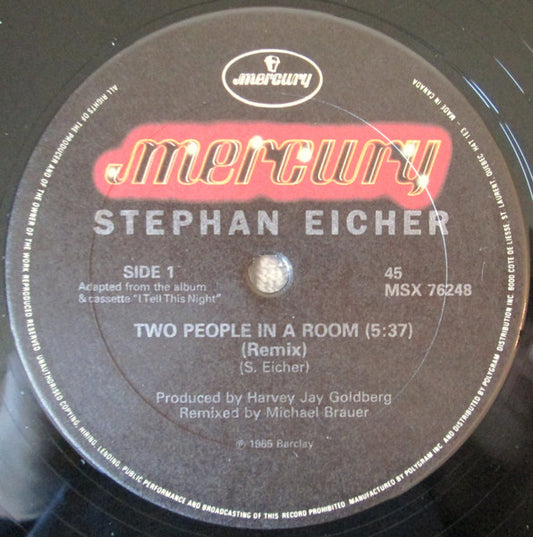 mercury
mercury
STEPHAN EICHER
SIDE 1
Adapted from the album
& cassette "I Tell This Night"
45
MSX 76248
TWO PEOPLE IN A ROOM (5:37)
(Remix)
(S. Eicher)
Produced by Harvey Jay Goldberg
Remixed by Michael Brauer
℗ 1985 Barclay
ALL RIGHTS OF THE PRODUCER AND OF THE OWNER OF THE WORK REPRODUCED RESERVED. UNAUTHORISED COPYING, HIRING, LENDING, PUBLIC PERFORMANCE AND BROADCASTING OF THIS RECORD PROHIBITED. MANUFACTURED BY POLYGRAM INC. AND DISTRIBUTED BY POLYGRAM DISTRIBUTION INC. 6000 COTE DE LIESSE, ST. LAURENT, QUEBEC. H4T 1E3 - MADE IN CANADA